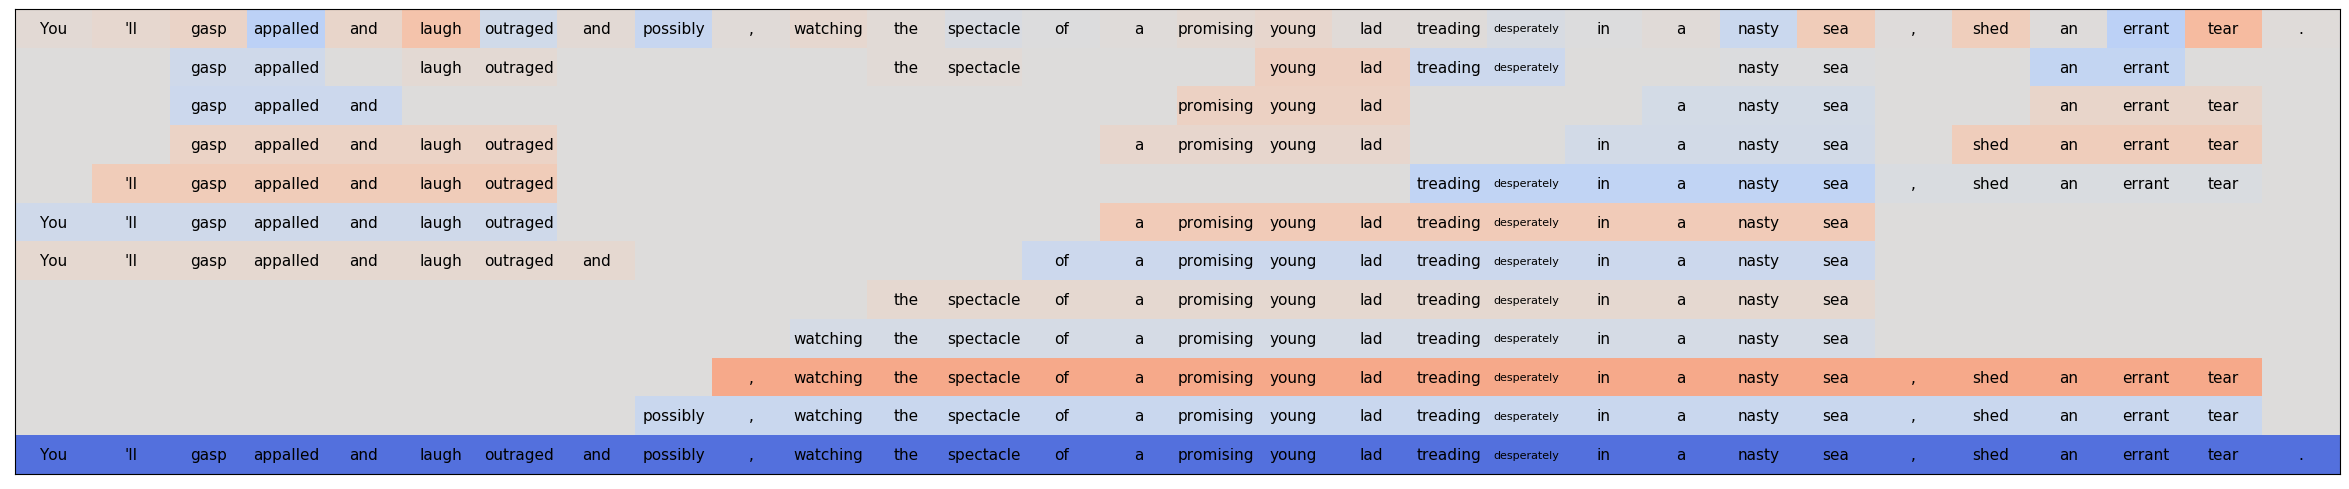 You 'll gasp appalled and laugh outraged and possibly , watching the spectacle of a promising young lad treading desperately in a nasty sea , shed an errant tear .
gasp appalled laugh outraged the spectacle young lad treading desperately nasty sea an errant
gasp appalled and promising young lad a nasty sea an errant tear
gasp appalled and laugh outraged a promising young lad in a nasty sea shed an errant tear
'll gasp appalled and laugh outraged treading desperately in a nasty sea , shed an errant tear
You 'll gasp appalled and laugh outraged a promising young lad treading desperately in a nasty sea
You 'll gasp appalled and laugh outraged and of a promising young lad treading desperately in a nasty sea
the spectacle of a promising young lad treading desperately in a nasty sea
watching the spectacle of a promising young lad treading desperately in a nasty sea
, watching the spectacle of a promising young lad treading desperately in a nasty sea , shed an errant tear
possibly , watching the spectacle of a promising young lad treading desperately in a nasty sea , shed an errant tear
You 'll gasp appalled and laugh outraged and possibly , watching the spectacle of a promising young lad treading desperately in a nasty sea , shed an errant tear .